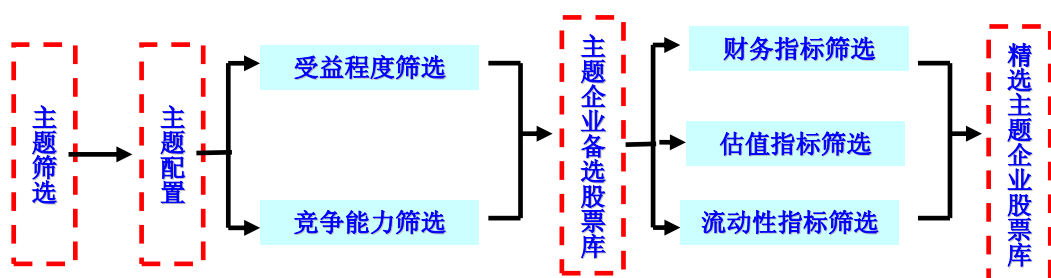 主题筛选
主题配置
受益程度筛选
竞争能力筛选
主题企业备选股票库
财务指标筛选
估值指标筛选
流动性指标筛选
精选主题企业股票库